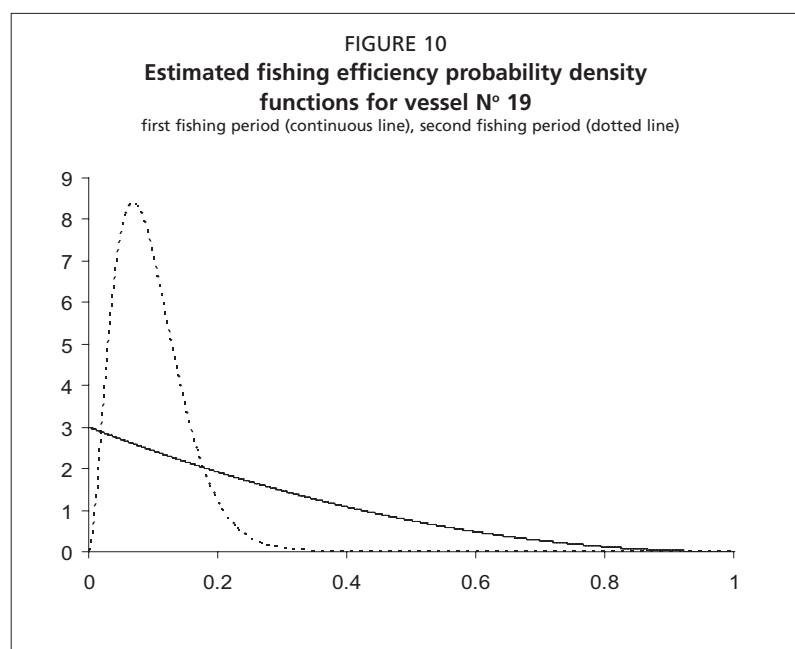 FIGURE 10
Estimated fishing efficiency probability density
functions for vessel Nº 19
first fishing period (continuous line), second fishing period (dotted line)
9
8
7
6
5
4
3
2
1
0
0 0.2 0.4 0.6 0.8 1